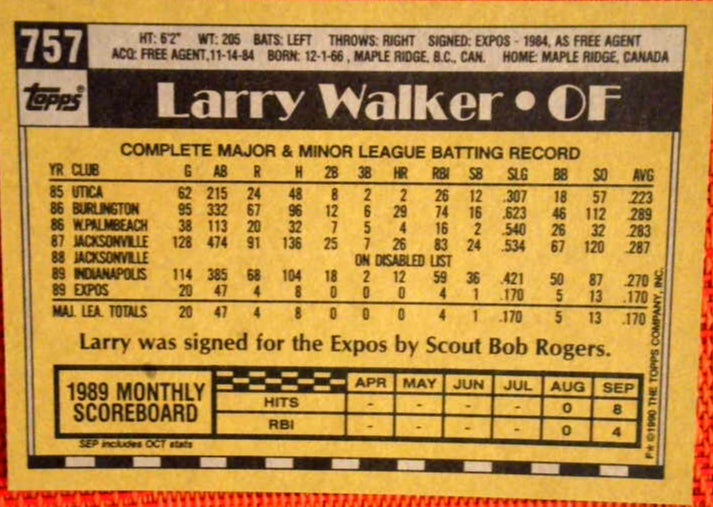 757
HT: 6'2" WT: 205 BATS: LEFT THROWS: RIGHT SIGNED: EXPOS - 1984, AS FREE AGENT
ACQ: FREE AGENT,11-14-84 BORN: 12-1-66 , MAPLE RIDGE, B.C., CAN. HOME: MAPLE RIDGE, CANADA
topps
Larry Walker • OF
COMPLETE MAJOR & MINOR LEAGUE BATTING RECORD
YR CLUB G AB R H 2B 3B HR RBI SB SLG BB SO AVG
85 UTICA 62 215 24 48 8 2 2 26 12 .307 18 57 .223
86 BURLINGTON 95 332 67 96 12 6 29 74 16 .623 46 112 .289
86 W.PALMBEACH 38 113 20 32 7 5 4 16 2 .540 26 32 .283
87 JACKSONVILLE 128 474 91 136 25 7 26 83 24 .534 67 120 .287
88 JACKSONVILLE ON DISABLED LIST
89 INDIANAPOLIS 114 385 68 104 18 2 12 59 36 .421 50 87 .270
89 EXPOS 20 47 4 8 0 0 0 4 1 .170 5 13 .170
MAJ. LEA. TOTALS 20 47 4 8 0 0 0 4 1 .170 5 13 .170
Larry was signed for the Expos by Scout Bob Rogers.
1989 MONTHLY SCOREBOARD
APR MAY JUN JUL AUG SEP
HITS - - - - 0 8
RBI - - - - 0 4
SEP includes OCT stats
F★ ©1990 THE TOPPS COMPANY, INC.